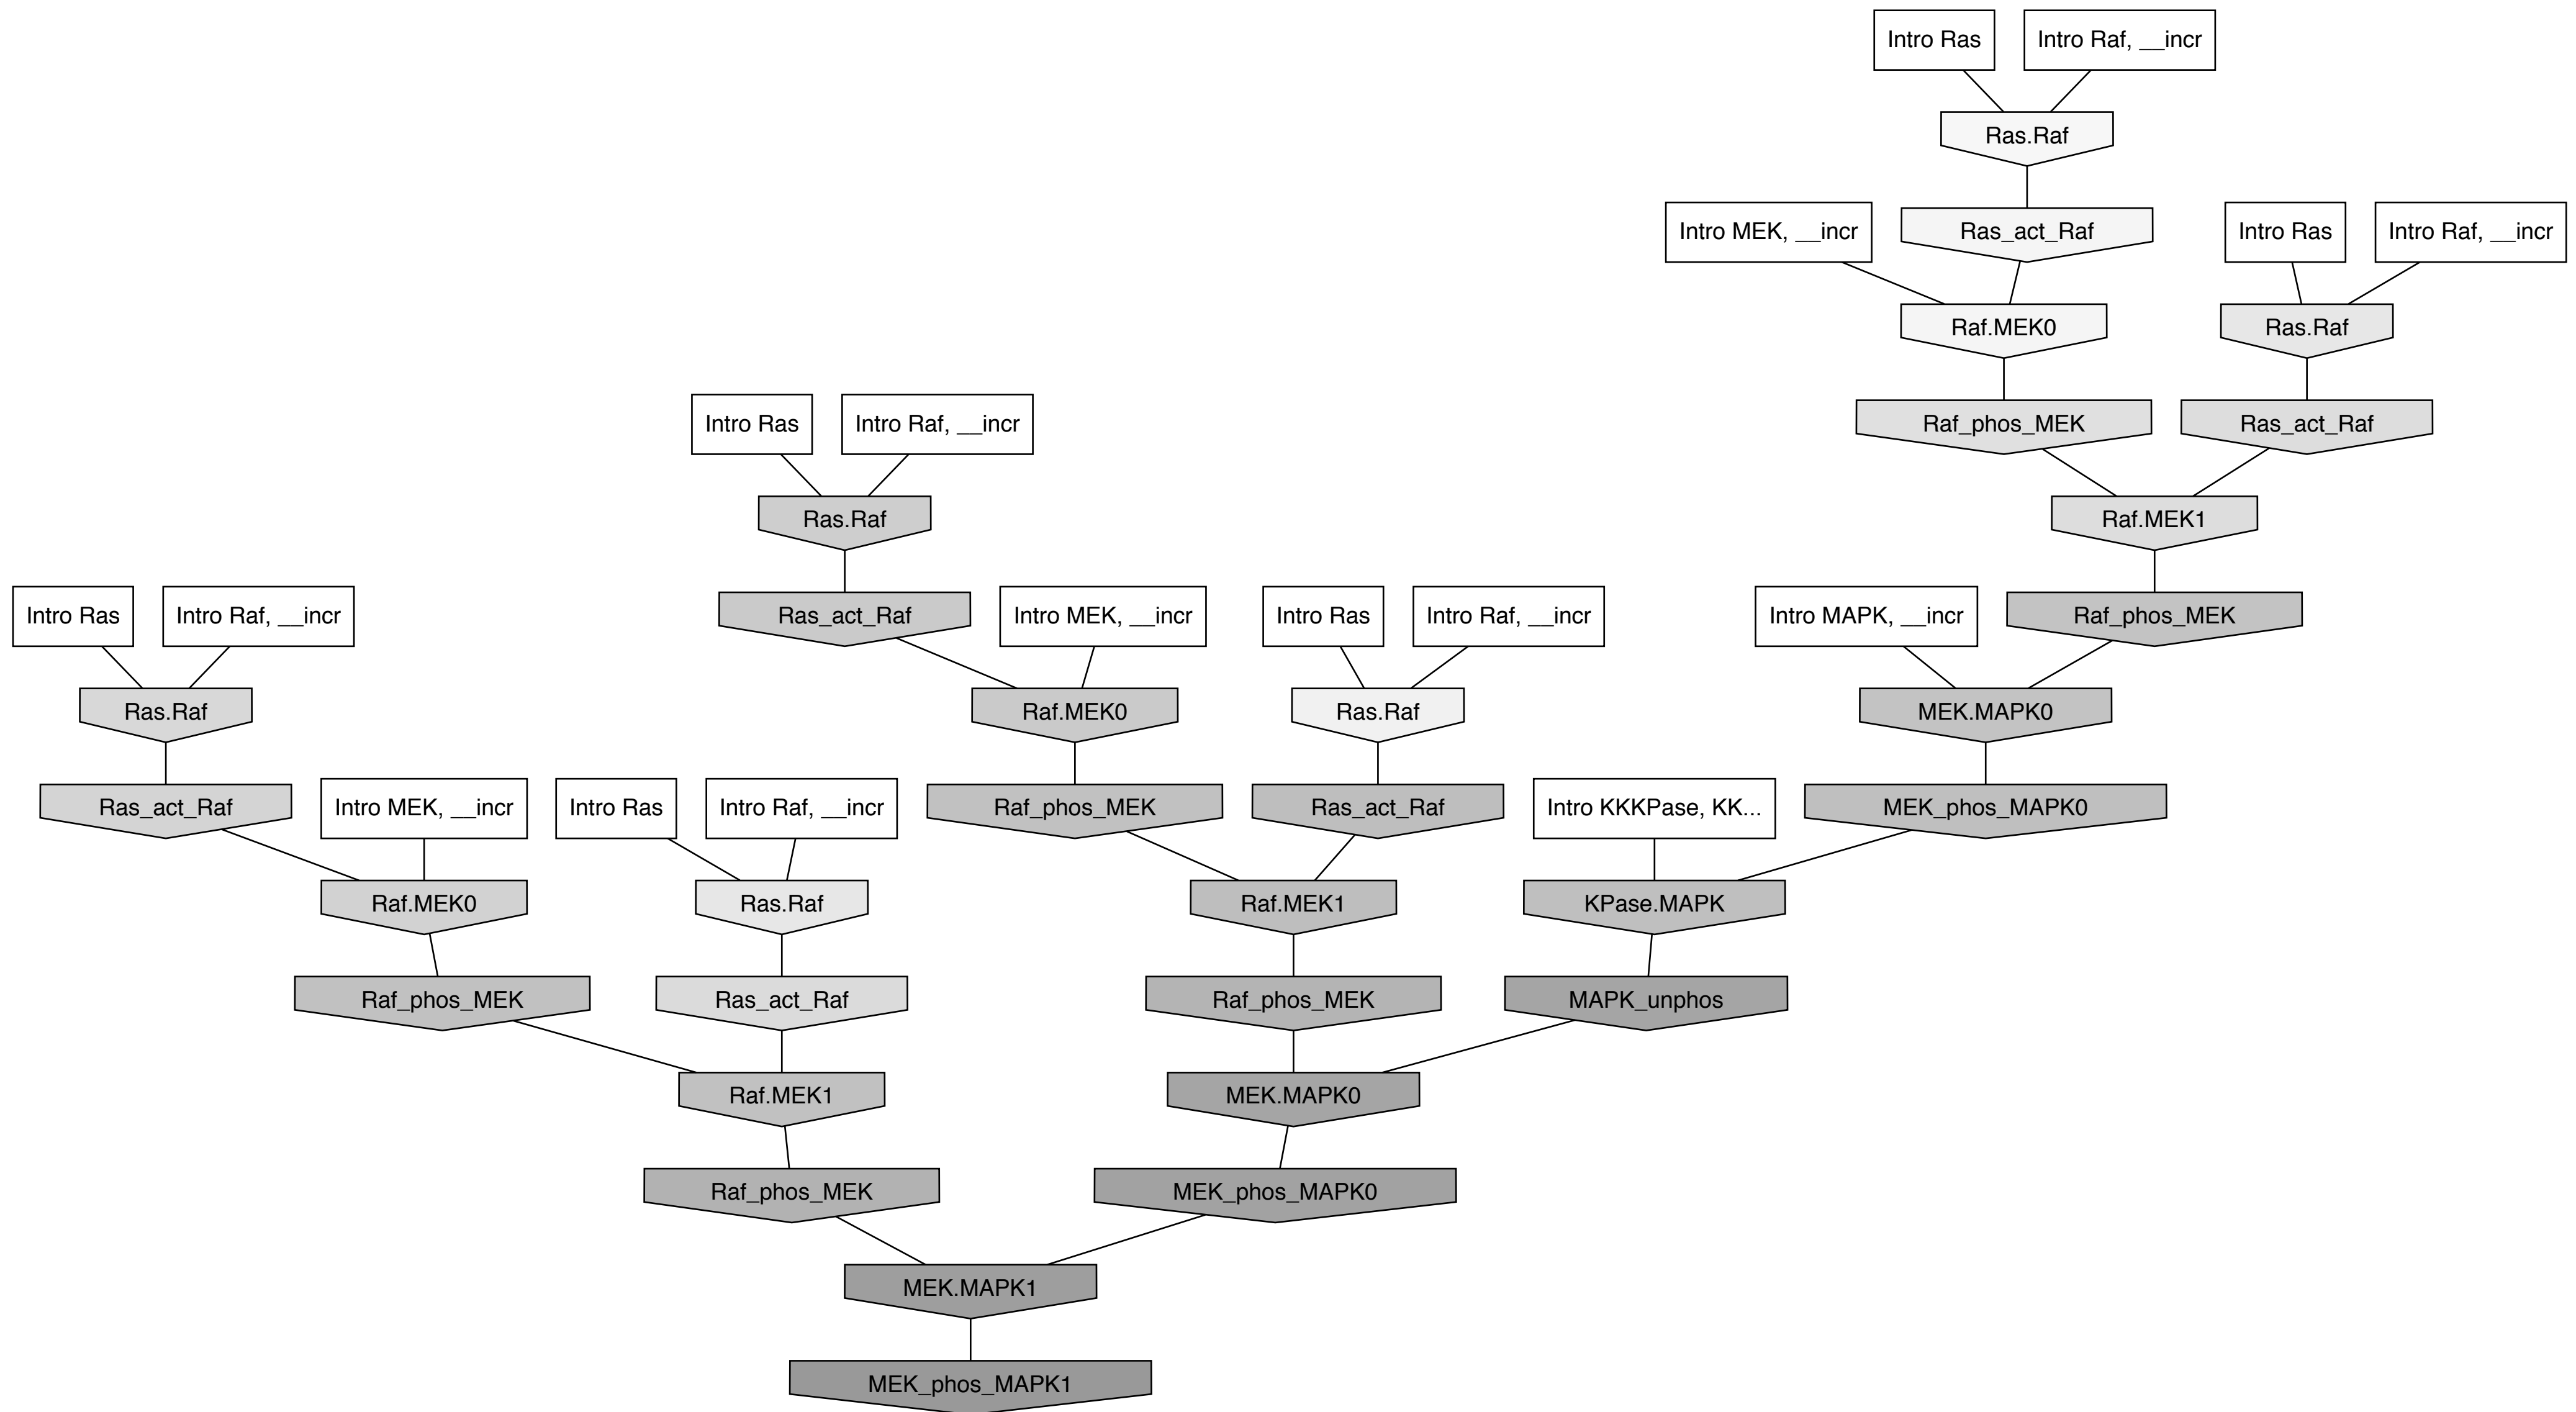 Intro Ras
Intro Raf, __incr
Ras.Raf
Intro MEK, __incr
Ras_act_Raf
Intro Ras
Intro Raf, __incr
Raf.MEK0
Ras.Raf
Intro Ras
Intro Raf, __incr
Raf_phos_MEK
Ras_act_Raf
Ras.Raf
Raf.MEK1
Intro Ras
Intro Raf, __incr
Ras_act_Raf
Intro MEK, __incr
Intro Ras
Intro Raf, __incr
Intro MAPK, __incr
Raf_phos_MEK
Ras.Raf
Raf.MEK0
Ras.Raf
MEK.MAPK0
Ras_act_Raf
Intro MEK, __incr
Intro Ras
Intro Raf, __incr
Raf_phos_MEK
Ras_act_Raf
Intro KKKPase, KK...
MEK_phos_MAPK0
Raf.MEK0
Ras.Raf
Raf.MEK1
KPase.MAPK
Raf_phos_MEK
Ras_act_Raf
Raf_phos_MEK
MAPK_unphos
Raf.MEK1
MEK.MAPK0
Raf_phos_MEK
MEK_phos_MAPK0
MEK.MAPK1
MEK_phos_MAPK1